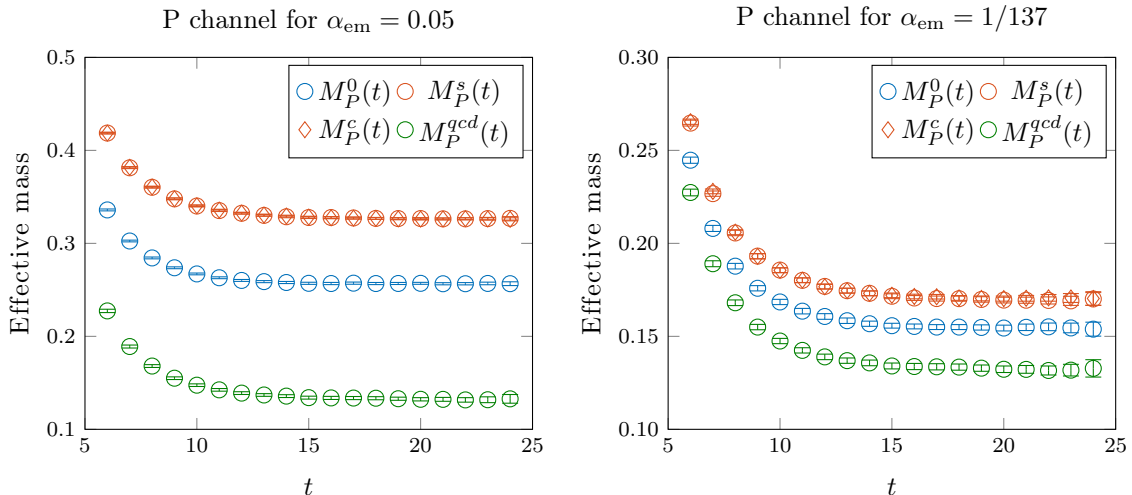 P channel for α_em = 0.05
0.5
0.4
0.3
0.2
0.1
5
10
15
20
25
Effective mass
t
M_P^0(t)
M_P^s(t)
M_P^c(t)
M_P^{qcd}(t)
P channel for α_em = 1/137
0.30
0.25
0.20
0.15
0.10
5
10
15
20
25
Effective mass
t
M_P^0(t)
M_P^s(t)
M_P^c(t)
M_P^{qcd}(t)